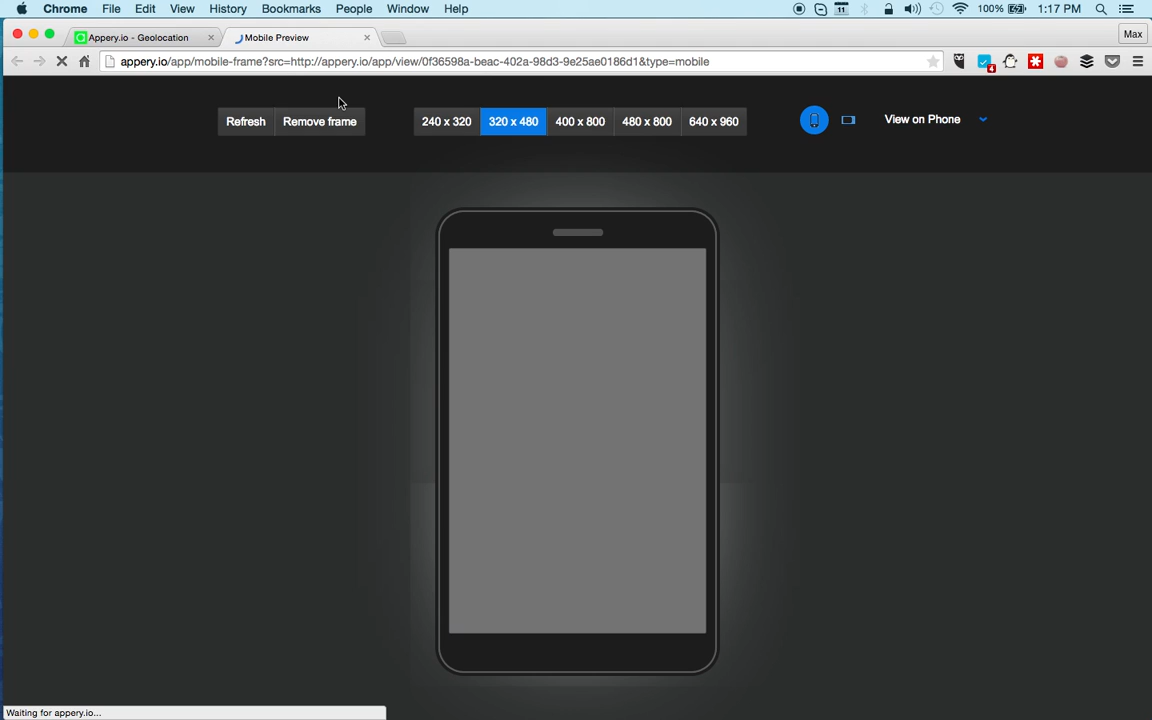 Chrome File Edit View History Bookmarks People Window Help 11 100% 1:17 PM
Appery.io - Geolocation Mobile Preview Max
appery.io/app/mobile-frame?src=http://appery.io/app/view/0f36598a-beac-402a-98d3-9e25ae0186d1&type=mobile 4
Refresh Remove frame 240 x 320 320 x 480 400 x 800 480 x 800 640 x 960 View on Phone
Waiting for appery.io...